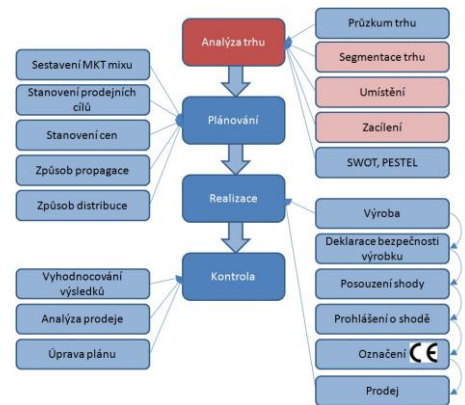 Analýza trhu
Průzkum trhu
Segmentace trhu
Umístění
Zacílení
SWOT, PESTEL
Sestavení MKT mixu
Stanovení prodejních
cílů
Stanovení cen
Způsob propagace
Způsob distribuce
Plánování
Realizace
Výroba
Deklarace bezpečnosti
výrobku
Posouzení shody
Prohlášení o shodě
Označení CE
Prodej
Kontrola
Vyhodnocování
výsledků
Analýza prodeje
Úprava plánu